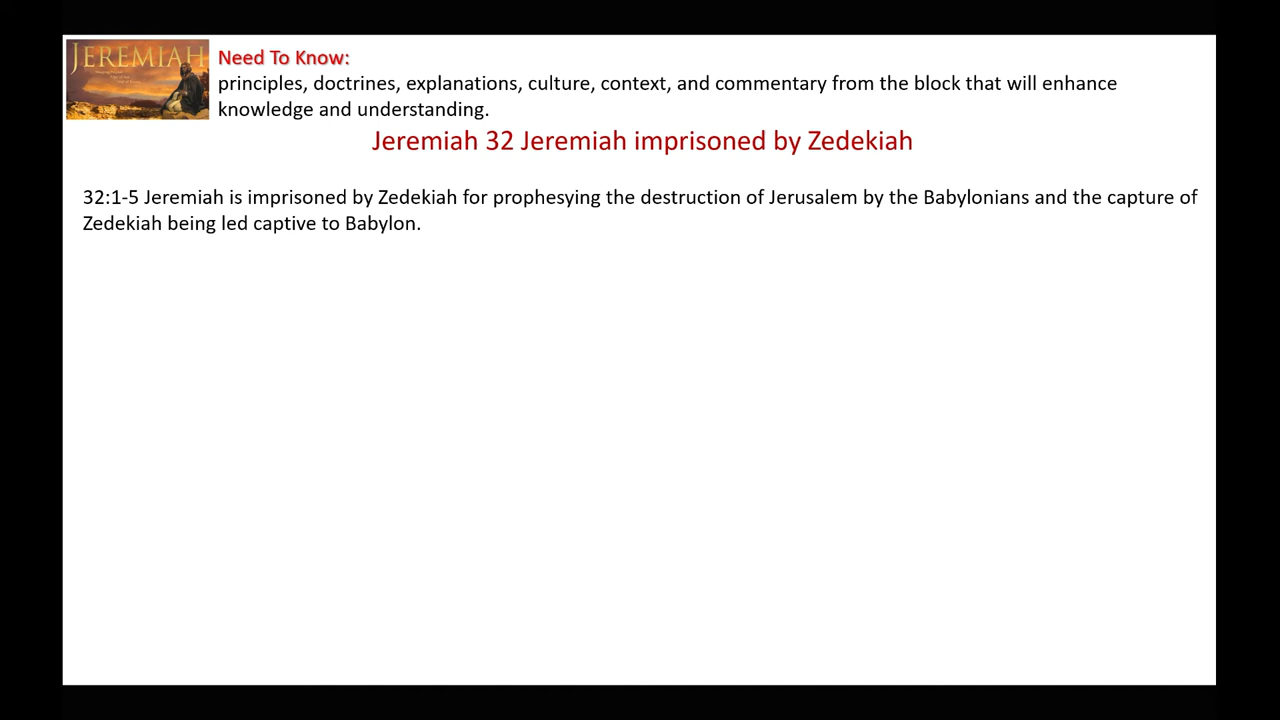 JEREMIAH
Need To Know:
principles, doctrines, explanations, culture, context, and commentary from the block that will enhance
knowledge and understanding.
Jeremiah 32 Jeremiah imprisoned by Zedekiah
32:1-5 Jeremiah is imprisoned by Zedekiah for prophesying the destruction of Jerusalem by the Babylonians and the capture of
Zedekiah being led captive to Babylon.